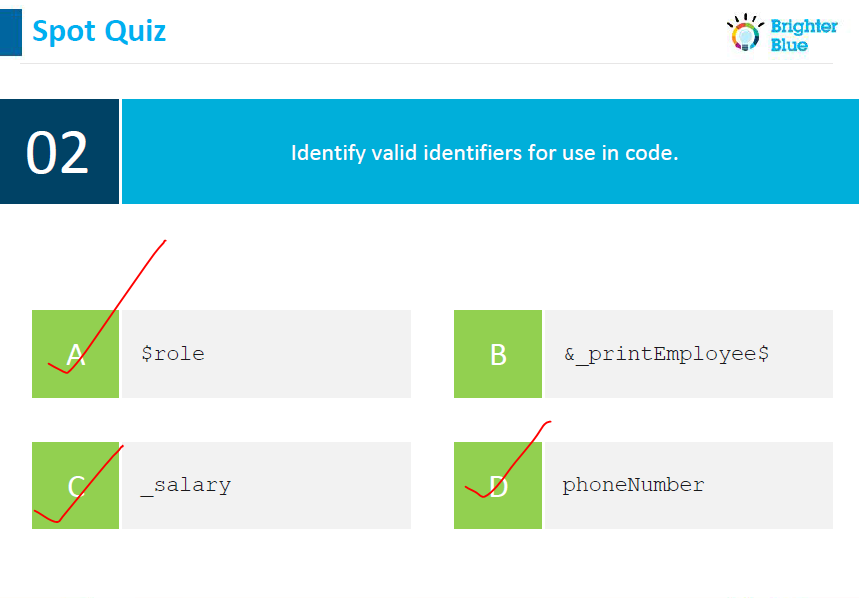 Spot Quiz
Brighter
Blue
02
Identify valid identifiers for use in code.
A
$role
B
&_printEmployee$
C
_salary
D
phoneNumber